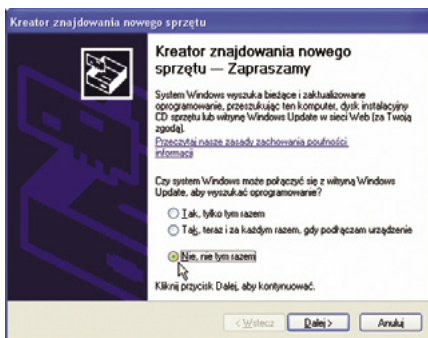 Kreator znajdowania nowego sprzętu
Kreator znajdowania nowego
sprzętu — Zapraszamy
System Windows wyszuka bieżące i zaktualizowane
oprogramowanie, przeszukując ten komputer, dysk instalacyjny
CD sprzętu lub witrynę Windows Update w sieci Web (za Twoją
zgodą).
Przeczytaj nasze zasady zachowania poufności
informacji
Czy system Windows może połączyć się z witryną Windows
Update, aby wyszukać oprogramowanie?
Tak, tylko tym razem
Tak, teraz i za każdym razem, gdy podłączam urządzenie
Nie, nie tym razem
Kliknij przycisk Dalej, aby kontynuować.
< Wstecz Dalej > Anuluj